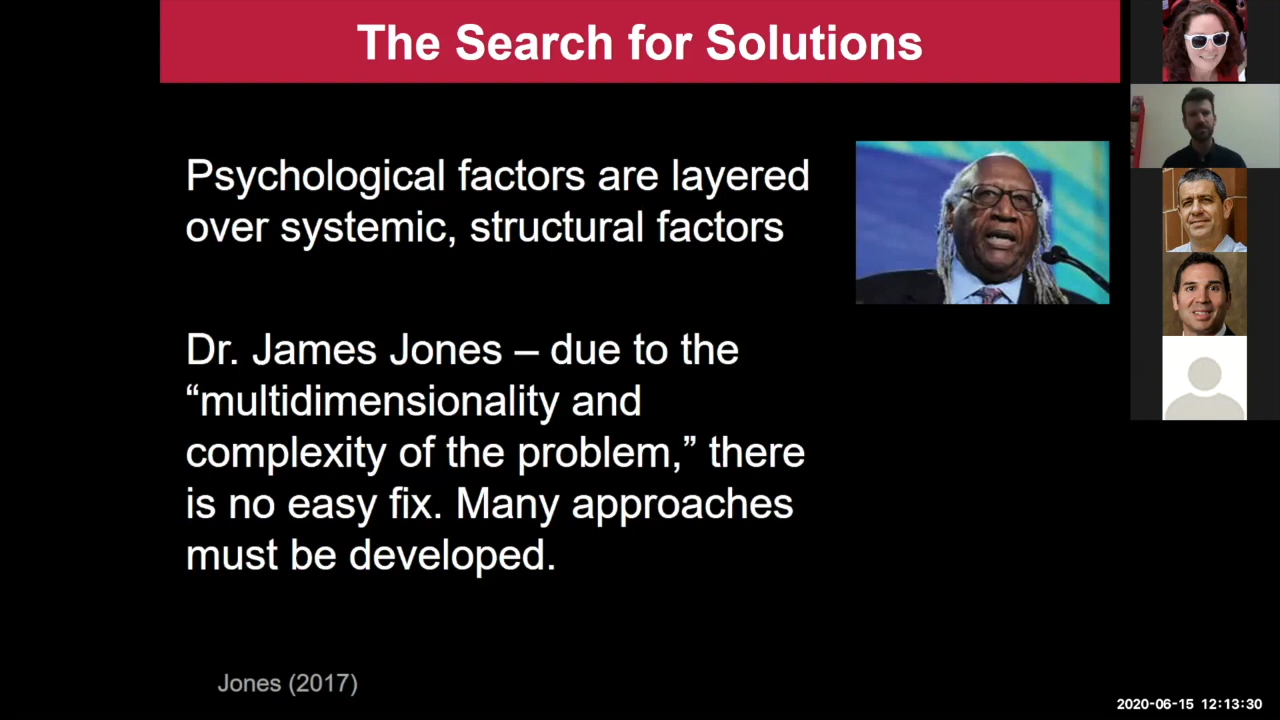 The Search for Solutions
Psychological factors are layered
over systemic, structural factors
Dr. James Jones – due to the
“multidimensionality and
complexity of the problem,” there
is no easy fix. Many approaches
must be developed.
Jones (2017)
2020-06-15 12:13:30